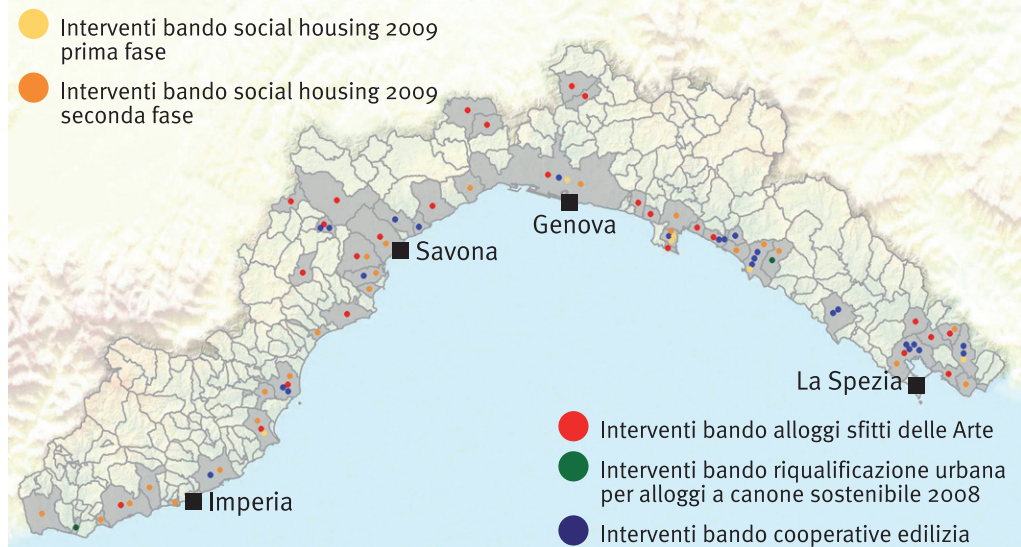 Interventi bando social housing 2009
prima fase
Interventi bando social housing 2009
seconda fase
Genova
Savona
La Spezia
Interventi bando alloggi sfitti delle Arte
Interventi bando riqualificazione urbana
per alloggi a canone sostenibile 2008
Imperia
Interventi bando cooperative edilizia